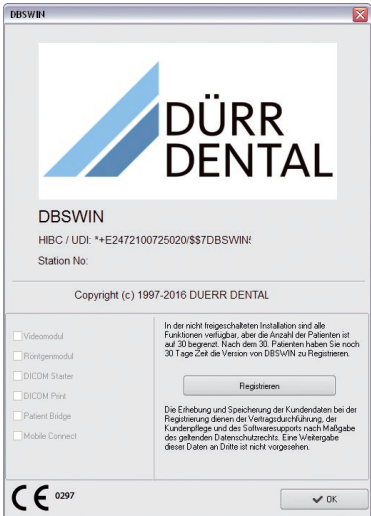 DBSWIN
DÜRR
DENTAL
DBSWIN
HIBC / UDI: *+E2472100725020/$$7DBSWIN
Station No:
Copyright (c) 1997-2016 DUERR DENTAL
Videomodul
Röntgenmodul
DICOM Starter
DICOM Print
Patient Bridge
Mobile Connect
In der nicht freigeschalteten Installation sind alle
Funktionen verfügbar, aber die Anzahl der Patienten ist
auf 30 begrenzt. Nach dem 30. Patienten haben Sie noch
30 Tage Zeit die Version von DBSWIN zu Registrieren.
Registrieren
Die Erhebung und Speicherung der Kundendaten bei der
Registrierung dienen der Vertragsdurchführung, der
Kundenpflege und des Softwaresupports nach Maßgabe
des geltenden Datenschutzrechts. Eine Weitergabe
dieser Daten an Dritte ist nicht vorgesehen.
CE 0297
OK